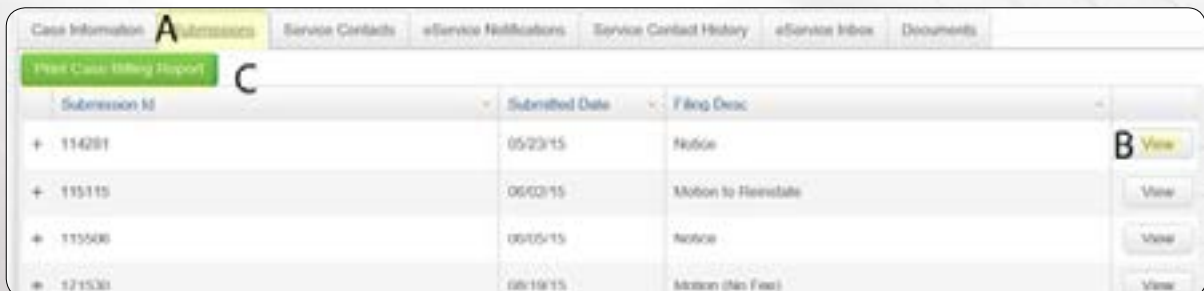 Case Information A Submissions Service Contacts eService Notifications Service Contact History eService Inbox Documents
Print Case Billing Report C
Submission Id Submitted Date Filing Desc
+ 114281 05/23/15 Notice B View
+ 115115 06/02/15 Motion to Reinstate View
+ 115506 06/05/15 Notice View
+ 121530 08/19/15 Motion (No Fee) View